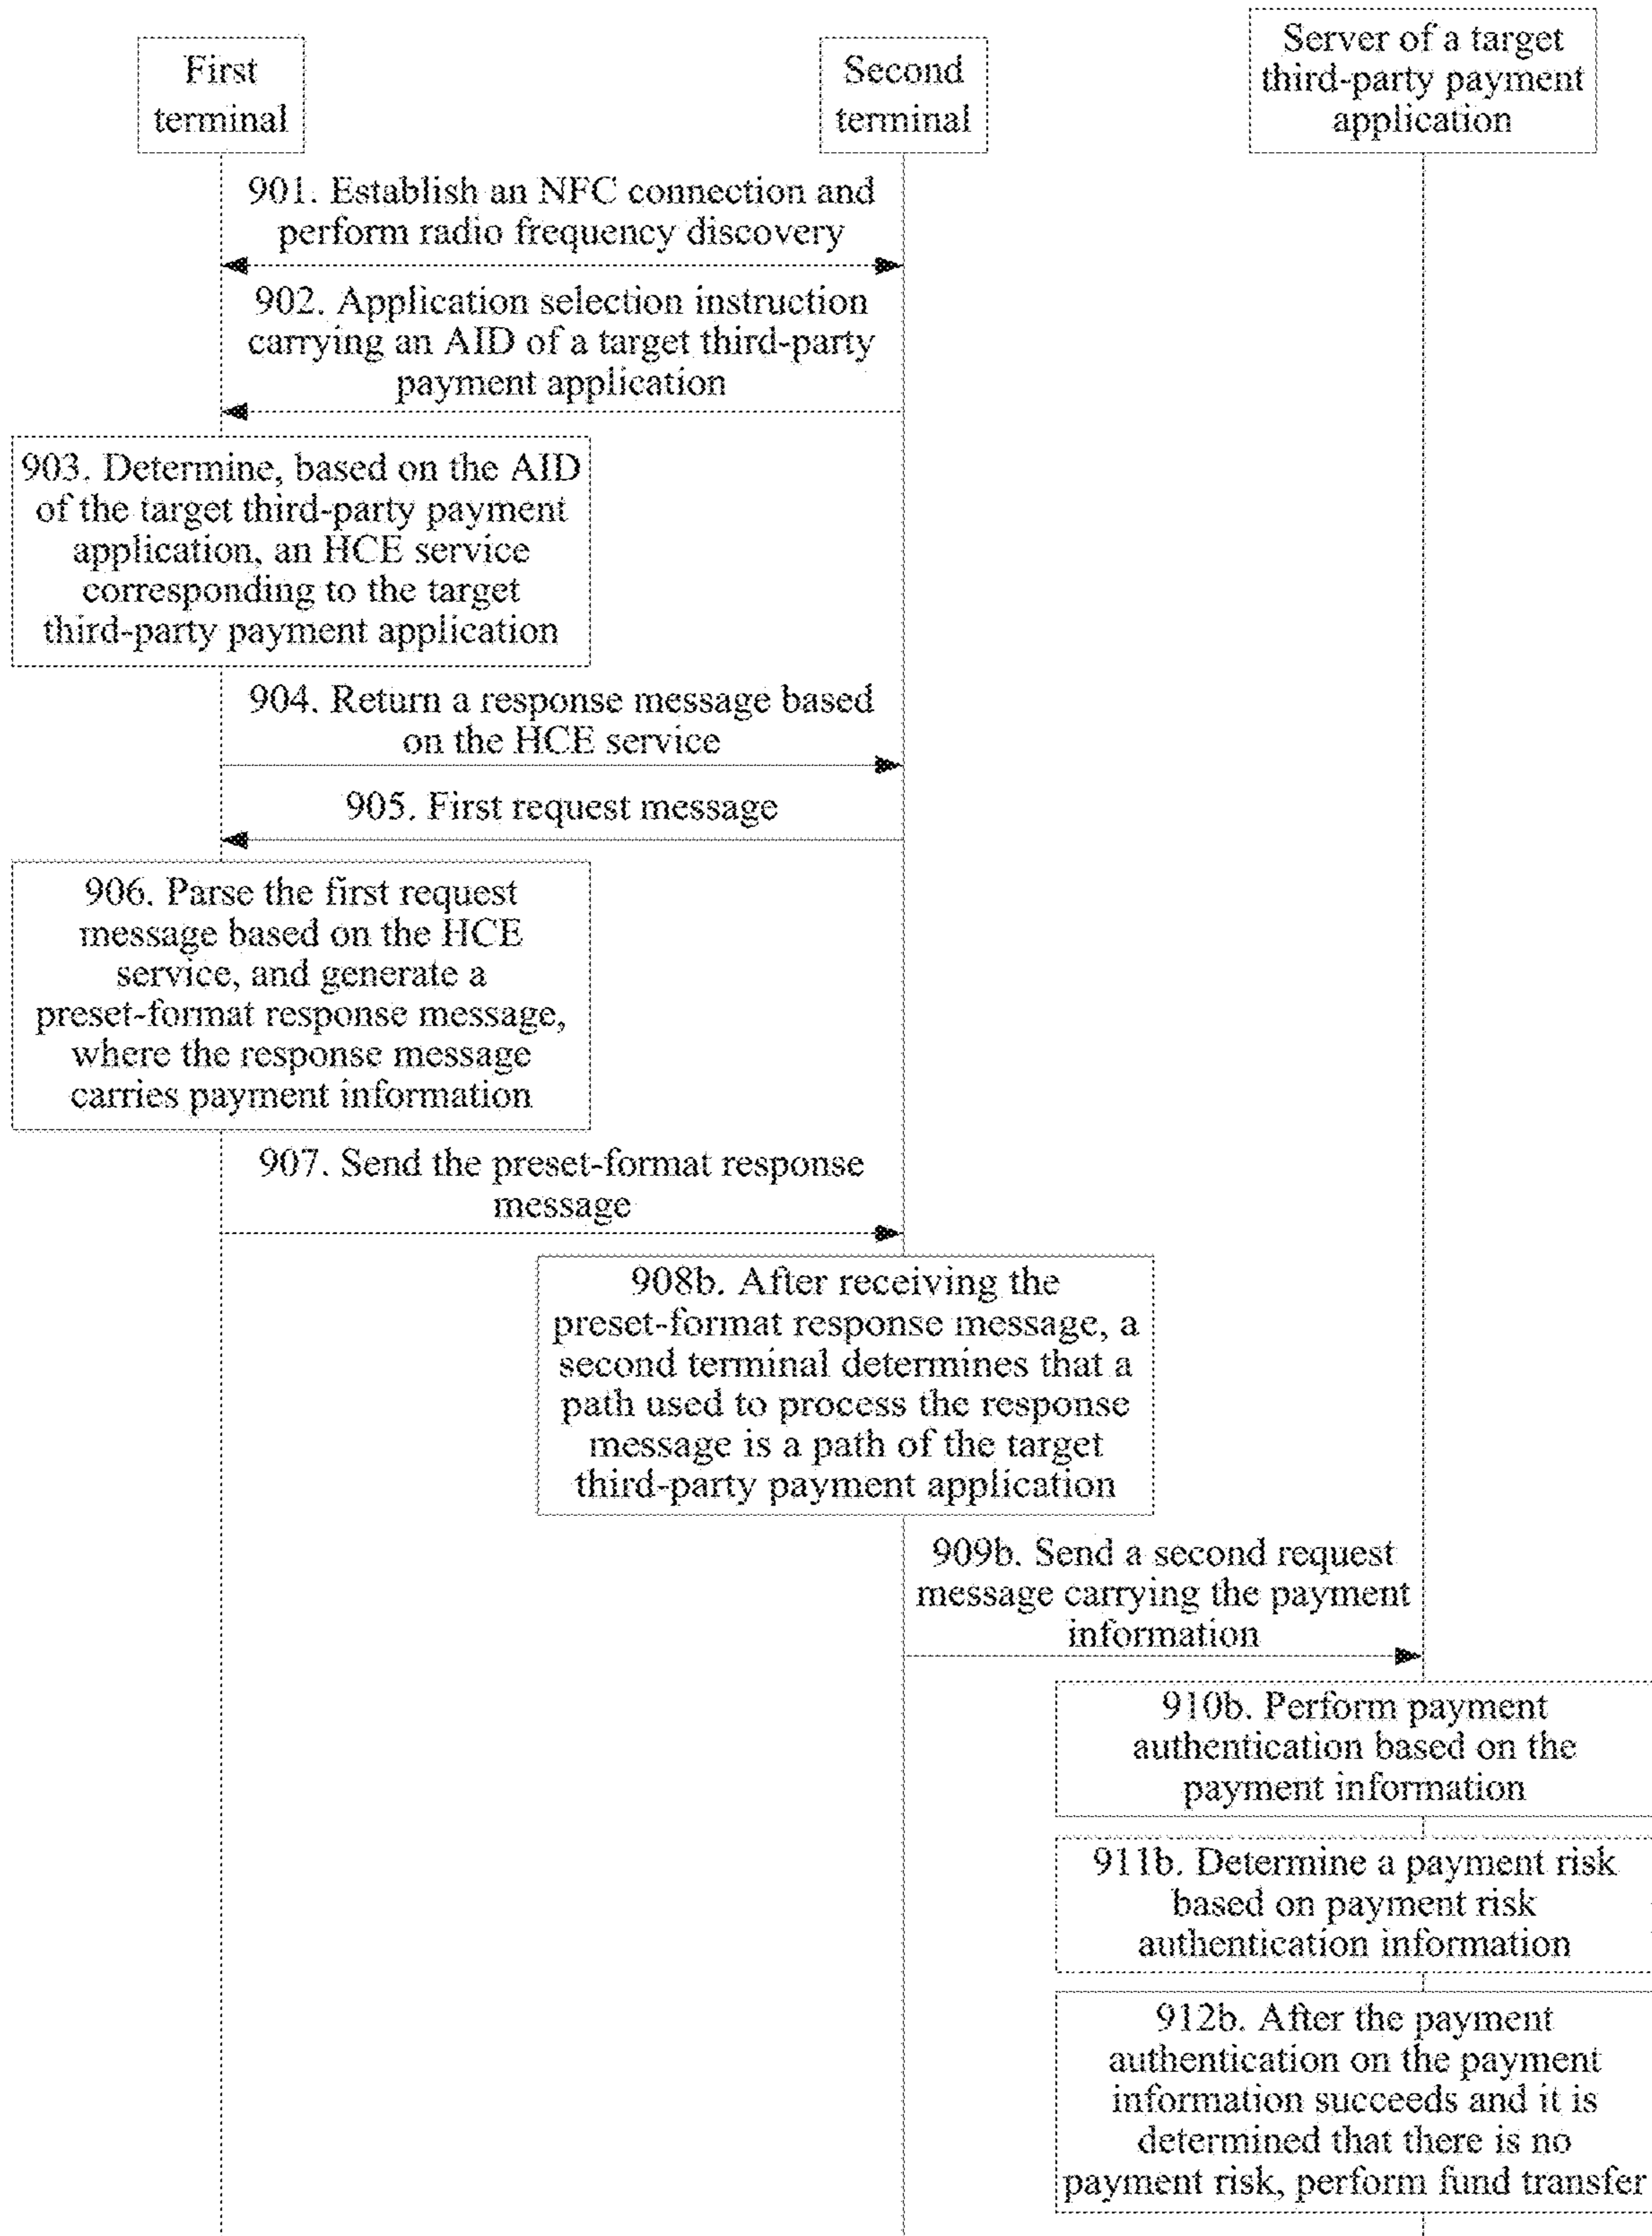 First
terminal
Second
terminal
Server of a target
third-party payment
application
901. Establish an NFC connection and
perform radio frequency discovery
902. Application selection instruction
carrying an AID of a target third-party
payment application
903. Determine, based on the AID
of the target third-party payment
application, an HCE service
corresponding to the target
third-party payment application
904. Return a response message based
on the HCE service
905. First request message
906. Parse the first request
message based on the HCE
service, and generate a
preset-format response message,
where the response message
carries payment information
907. Send the preset-format response
message
908b. After receiving the
preset-format response message, a
second terminal determines that a
path used to process the response
message is a path of the target
third-party payment application
909b. Send a second request
message carrying the payment
information
910b. Perform payment
authentication based on the
payment information
911b. Determine a payment risk
based on payment risk
authentication information
912b. After the payment
authentication on the payment
information succeeds and it is
determined that there is no
payment risk, perform fund transfer